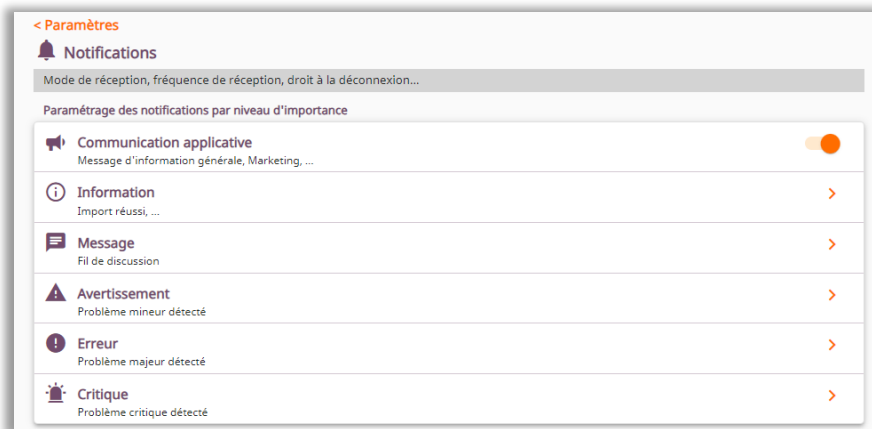 < Paramètres
Notifications
Mode de réception, fréquence de réception, droit à la déconnexion...
Paramétrage des notifications par niveau d'importance
Communication applicative
Message d'information générale, Marketing, ...
Information
Import réussi, ...
Message
Fil de discussion
Avertissement
Problème mineur détecté
Erreur
Problème majeur détecté
Critique
Problème critique détecté